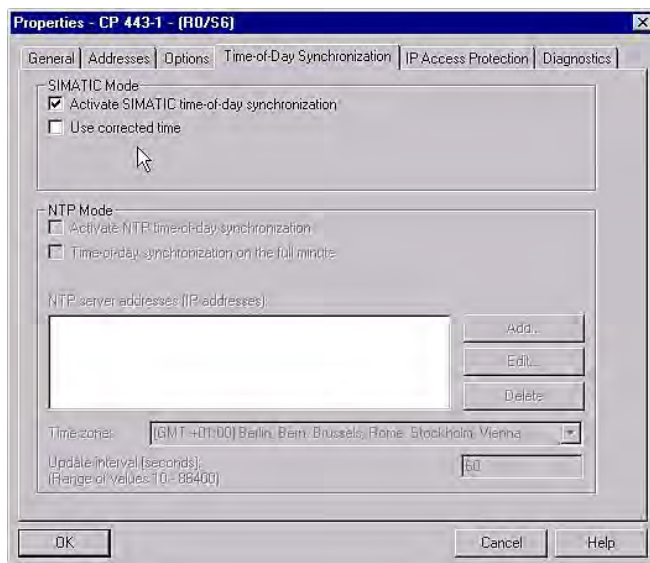 Properties - CP 443-1 - (R0/S6)
General Addresses Options Time-of-Day Synchronization IP Access Protection Diagnostics
SIMATIC Mode
Activate SIMATIC time-of-day synchronization
Use corrected time
NTP Mode
Activate NTP time-of-day synchronization
Time-of-day synchronization on the full minute
NTP server addresses (IP addresses):
Add...
Edit...
Delete
Time zone: (GMT +01:00) Berlin, Bern, Brussels, Rome, Stockholm, Vienna
Update interval (seconds): 60
(Range of values 10 - 86400)
OK Cancel Help